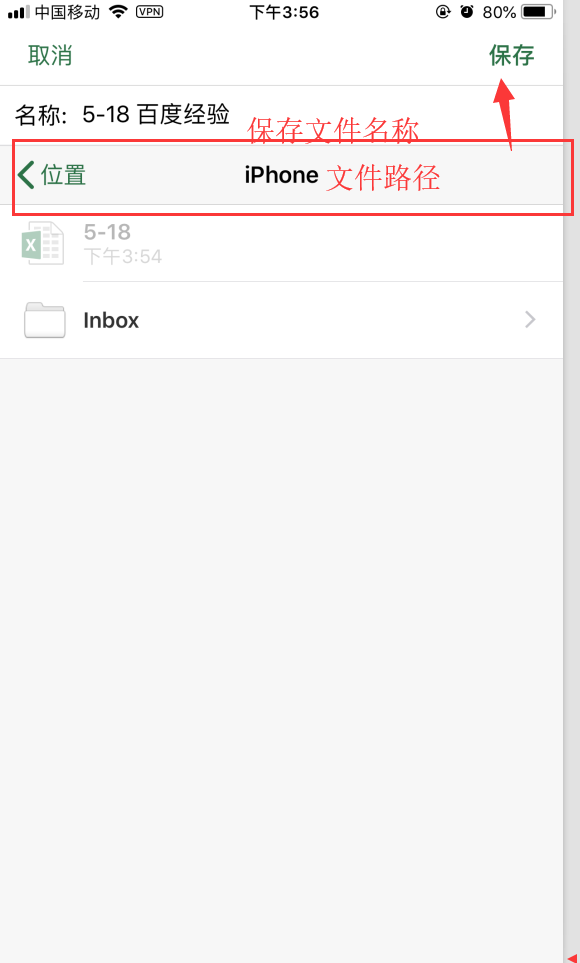 中国移动 VPN 下午3:56 80%
取消 保存
名称: 5-18 百度经验 保存文件名称
位置 iPhone 文件路径
X 5-18
下午3:54
Inbox